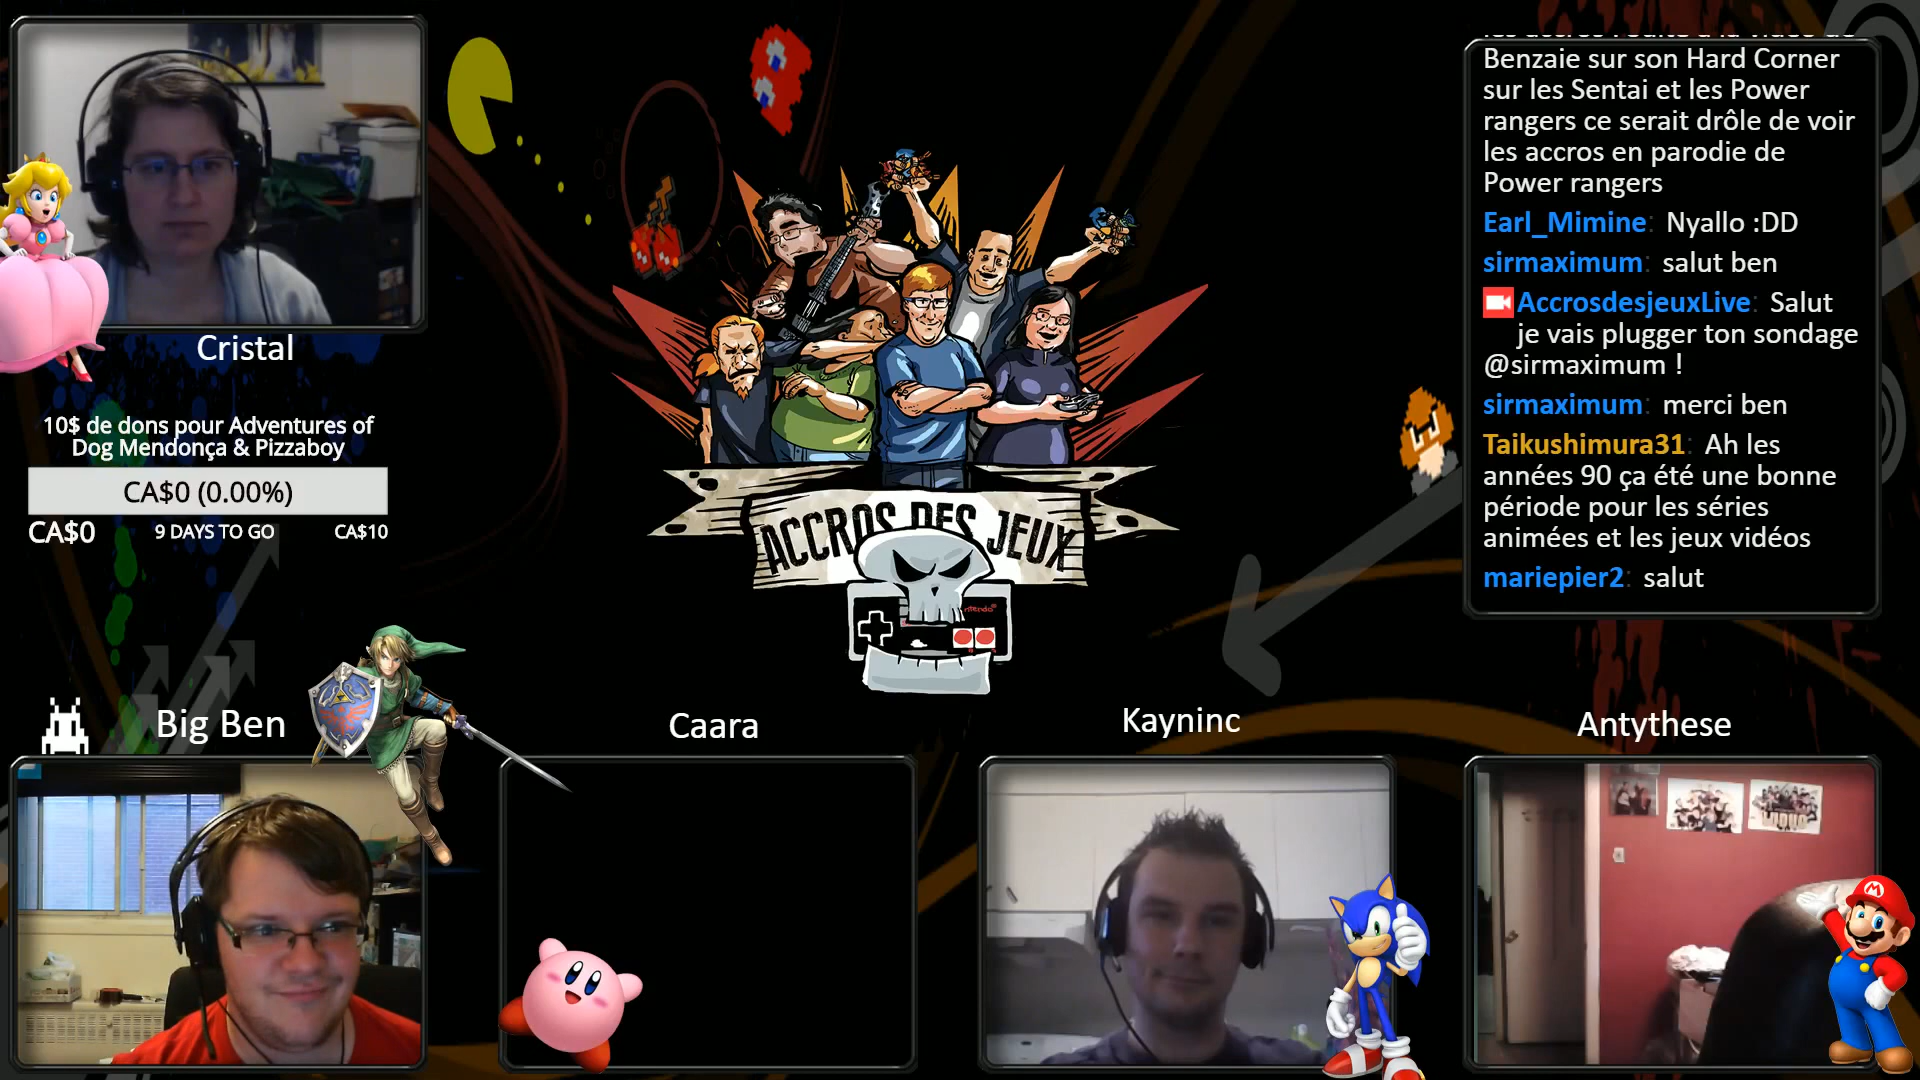 Cristal
10$ de dons pour Adventures of
Dog Mendonça & Pizzaboy
CA$0 (0.00%)
CA$0 9 DAYS TO GO CA$10
ACCROS DES JEUX
Nintendo
Benzaie sur son Hard Corner
sur les Sentai et les Power
rangers ce serait drôle de voir
les accros en parodie de
Power rangers
Earl_Mimine: Nyallo :DD
sirmaximum: salut ben
AccrosdesjeuxLive: Salut
je vais plugger ton sondage
@sirmaximum !
sirmaximum: merci ben
Taikushimura31: Ah les
années 90 ça été une bonne
période pour les séries
animées et les jeux vidéos
mariepier2: salut
Big Ben
Caara
Kayninc
Antythese
M